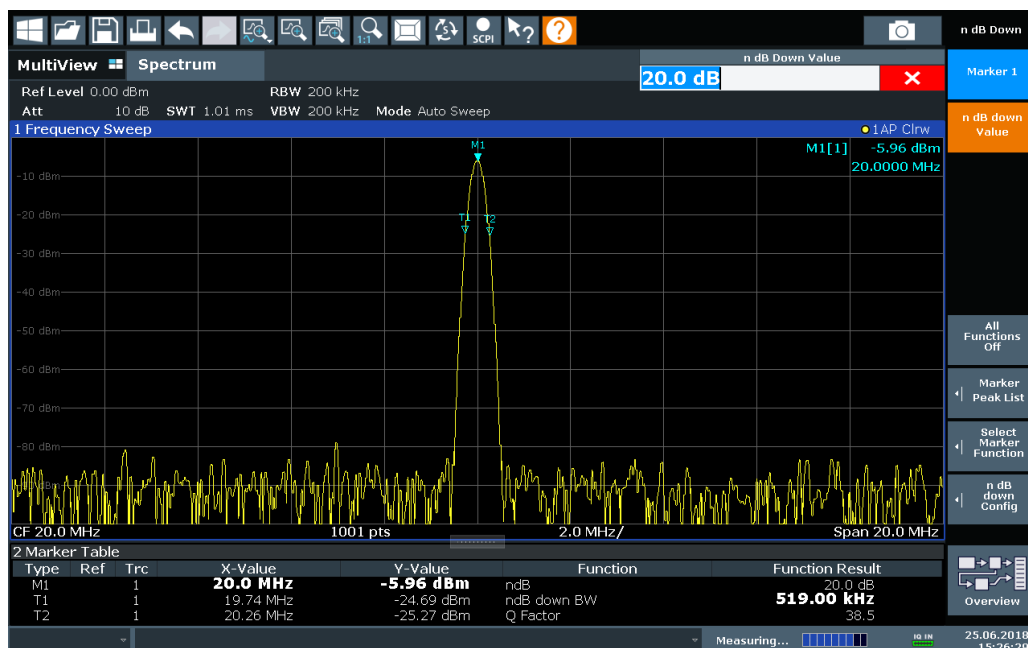 1:1
SCPI
n dB Down
MultiView Spectrum
n dB Down Value
20.0 dB
Marker 1
Ref Level 0.00 dBm RBW 200 kHz
Att 10 dB SWT 1.01 ms VBW 200 kHz Mode Auto Sweep
n dB down
Value
1 Frequency Sweep 1AP Clrw
M1
M1[1] -5.96 dBm
20.0000 MHz
-10 dBm
-20 dBm
T1 T2
-30 dBm
-40 dBm
-50 dBm
All
Functions
Off
-60 dBm
Marker
Peak List
-70 dBm
Select
Marker
Function
-80 dBm
n dB
down
Config
CF 20.0 MHz 1001 pts 2.0 MHz/ Span 20.0 MHz
2 Marker Table
Type Ref Trc X-Value Y-Value Function Function Result
M1 1 20.0 MHz -5.96 dBm ndB 20.0 dB
T1 1 19.74 MHz -24.69 dBm ndB down BW 519.00 kHz
T2 1 20.26 MHz -25.27 dBm Q Factor 38.5
Overview
Measuring... IQ IN 25.06.2018